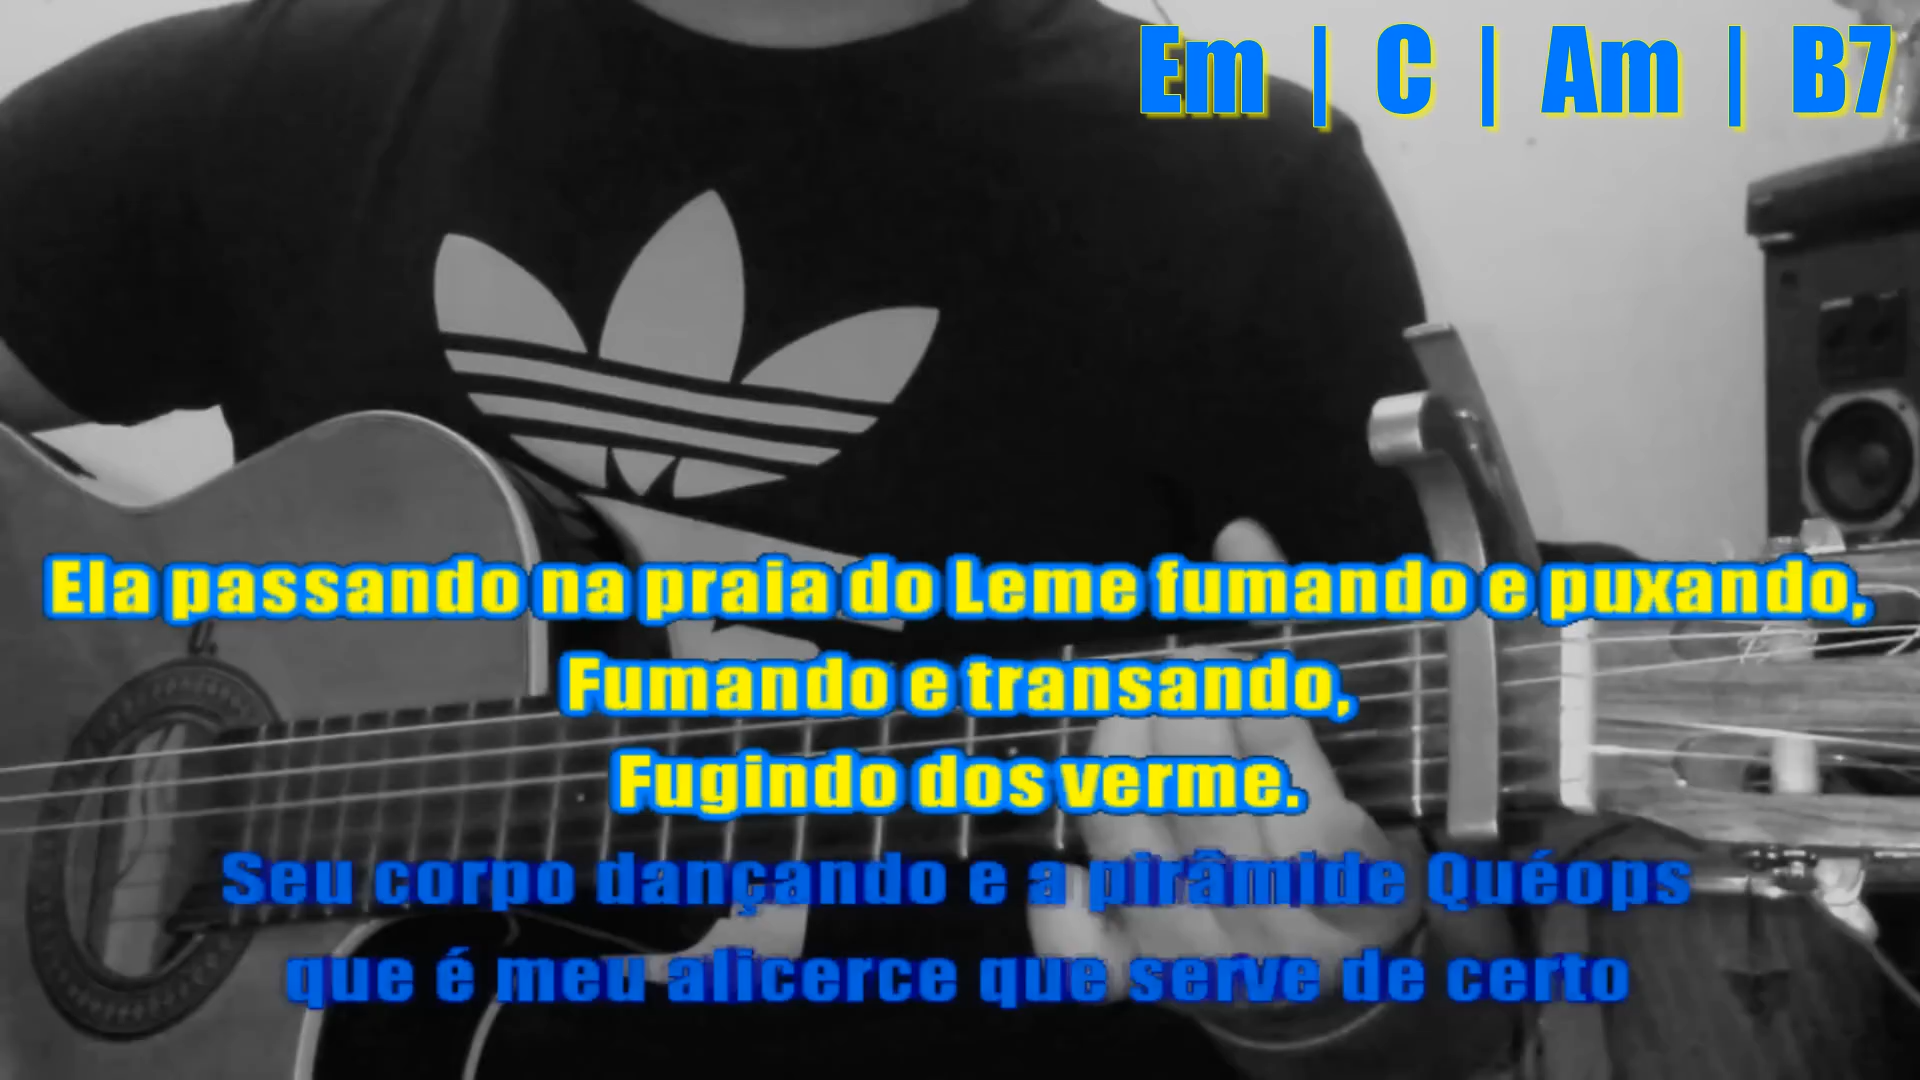 Em | C | Am | B7
Ela passando na praia do Leme fumando e puxando,
Fumando e transando,
Fugindo dos verme.
Seu corpo dançando e a pirâmide Quéops
que é meu alicerce que serve de certo